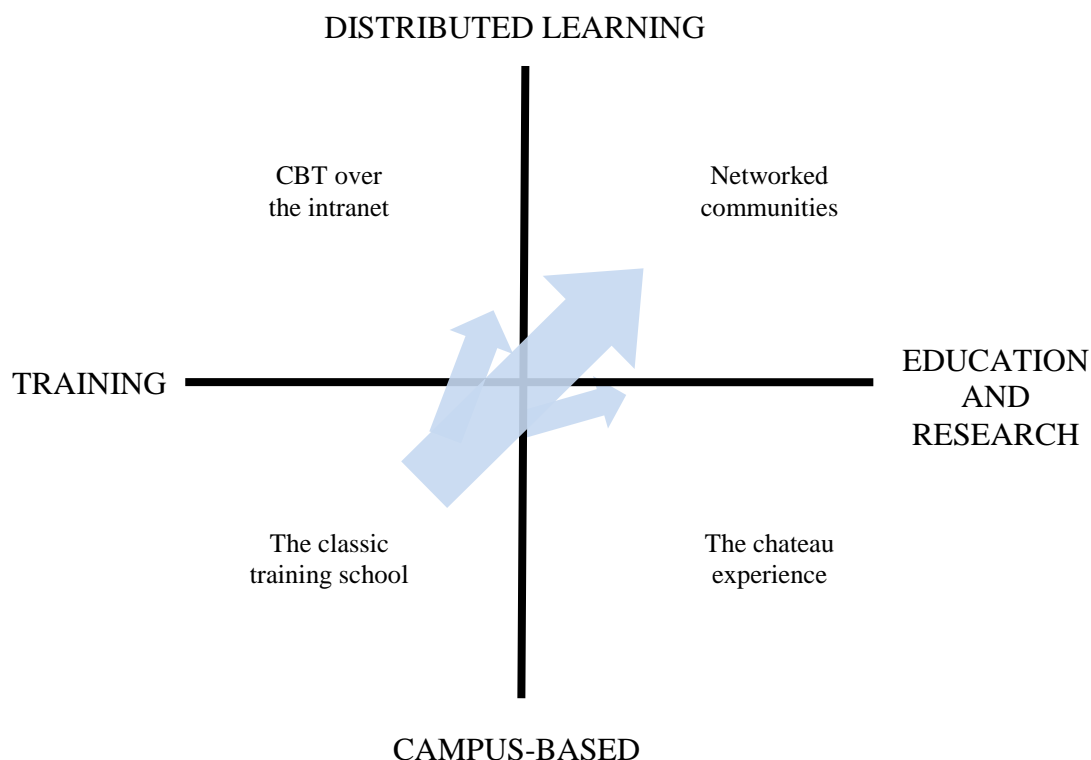 DISTRIBUTED LEARNING
CBT over
the intranet
Networked
communities
TRAINING
EDUCATION
AND
RESEARCH
The classic
training school
The chateau
experience
CAMPUS-BASED